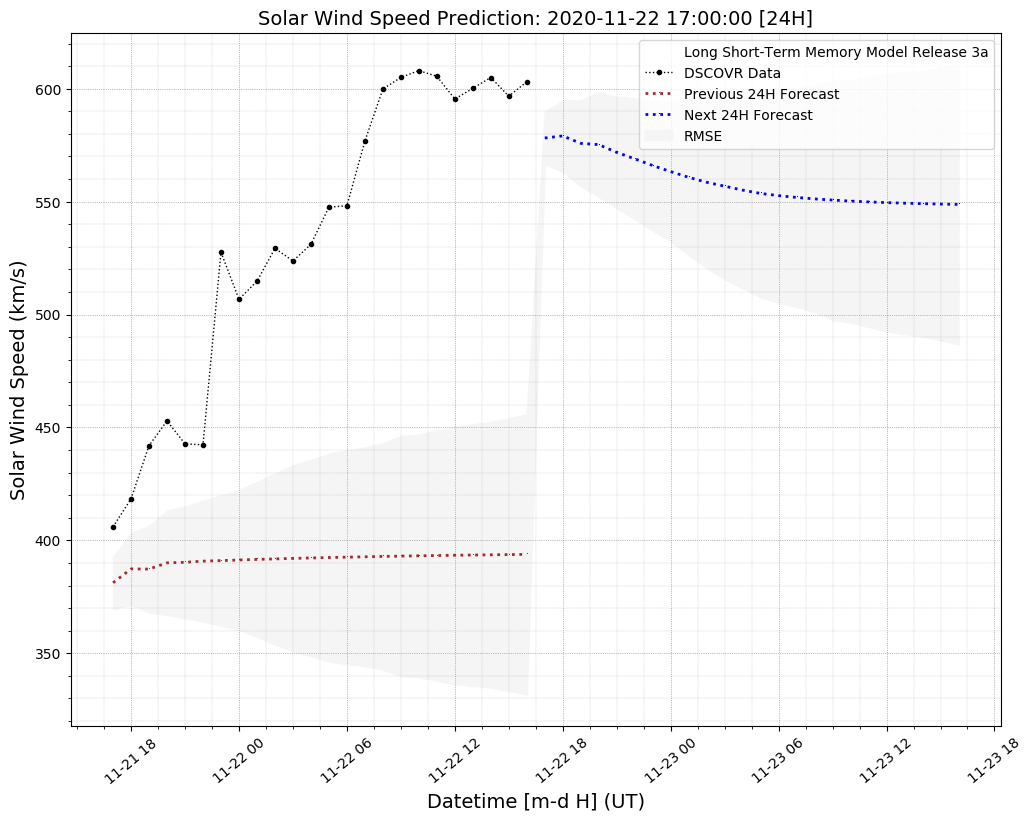 Solar Wind Speed Prediction: 2020-11-22 17:00:00 [24H]
Long Short-Term Memory Model Release 3a
DSCOVR Data
Previous 24H Forecast
Next 24H Forecast
RMSE
Solar Wind Speed (km/s)
600
550
500
450
400
350
11-21 18
11-22 00
11-22 06
11-22 12
11-22 18
11-23 00
11-23 06
11-23 12
11-23 18
Datetime [m-d H] (UT)